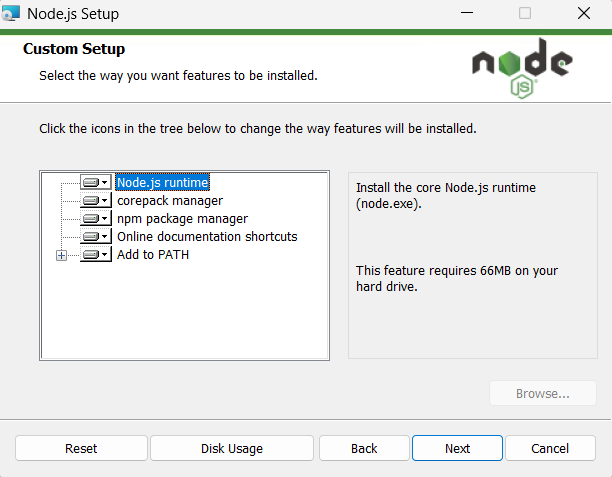 Node.js Setup
Custom Setup
Select the way you want features to be installed.
node
JS
Click the icons in the tree below to change the way features will be installed.
Node.js runtime
corepack manager
npm package manager
Online documentation shortcuts
Add to PATH
Install the core Node.js runtime
(node.exe).
This feature requires 66MB on your
hard drive.
Browse...
Reset
Disk Usage
Back
Next
Cancel